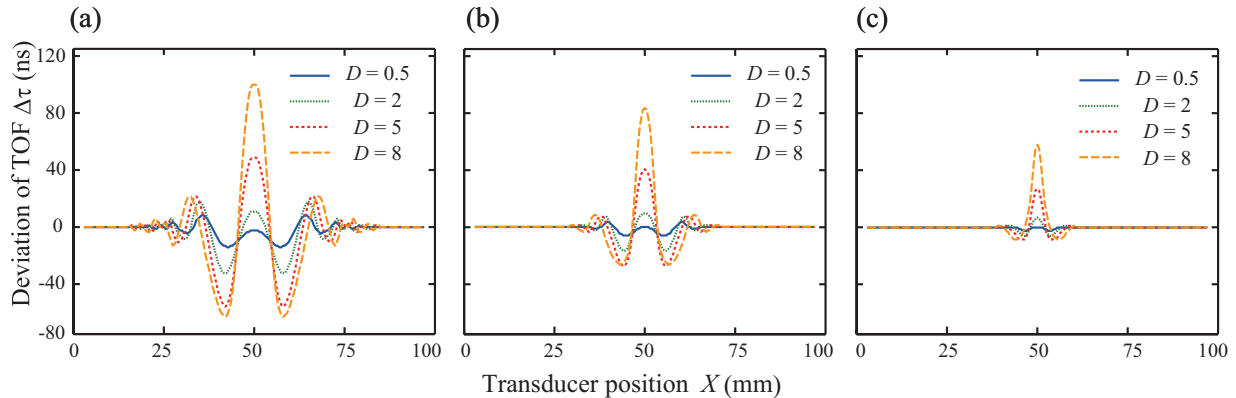 (a) (b) (c)
Deviation of TOF Δτ (ns)
120
80
40
0
-40
-80
D = 0.5
D = 2
D = 5
D = 8
D = 0.5
D = 2
D = 5
D = 8
D = 0.5
D = 2
D = 5
D = 8
0 25 50 75 100
0 25 50 75 100
0 25 50 75 100
Transducer position X (mm)